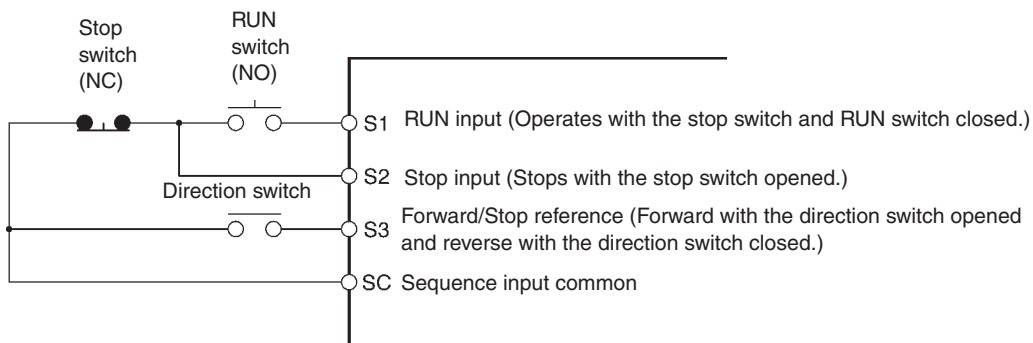 Stop
switch
(NC)
RUN
switch
(NO)
S1 RUN input (Operates with the stop switch and RUN switch closed.)
S2 Stop input (Stops with the stop switch opened.)
Direction switch
S3 Forward/Stop reference (Forward with the direction switch opened
and reverse with the direction switch closed.)
SC Sequence input common